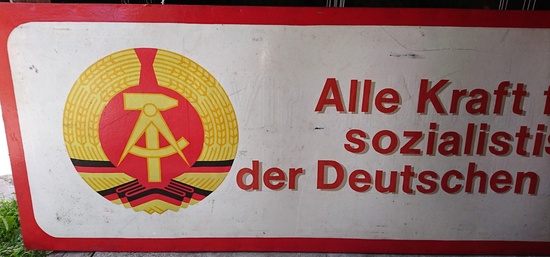 Alle Kraft
sozialistis
der Deutschen